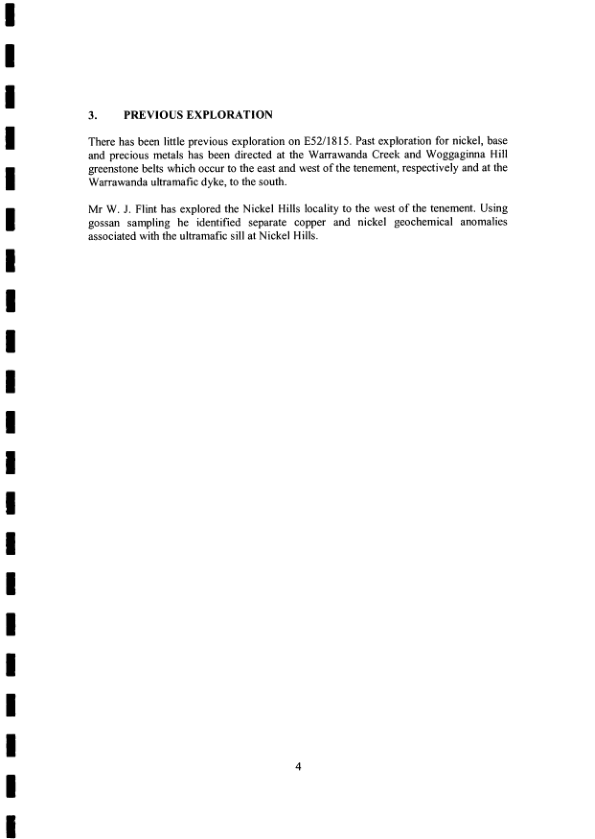 3. PREVIOUS EXPLORATION
There has been little previous exploration on E52/1815. Past exploration for nickel, base
and precious metals has been directed at the Warrawanda Creek and Woggaginna Hill
greenstone belts which occur to the east and west of the tenement, respectively and at the
Warrawanda ultramafic dyke, to the south.
Mr W. J. Flint has explored the Nickel Hills locality to the west of the tenement. Using
gossan sampling he identified separate copper and nickel geochemical anomalies
associated with the ultramafic sill at Nickel Hills.
4